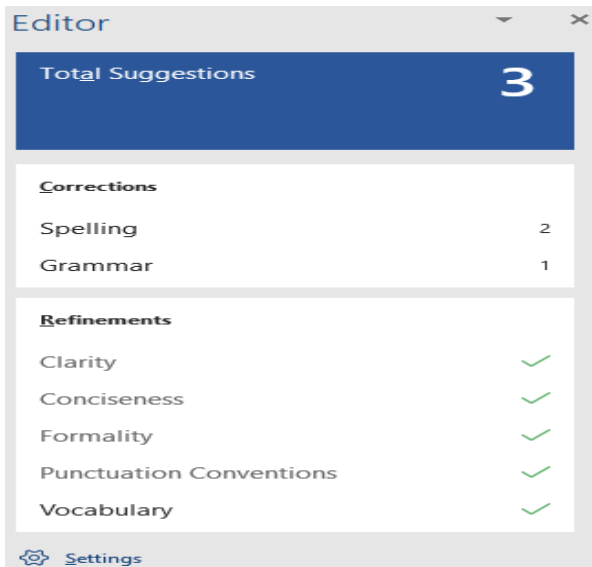 Editor
Total Suggestions 3
Corrections
Spelling 2
Grammar 1
Refinements
Clarity
Conciseness
Formality
Punctuation Conventions
Vocabulary
Settings